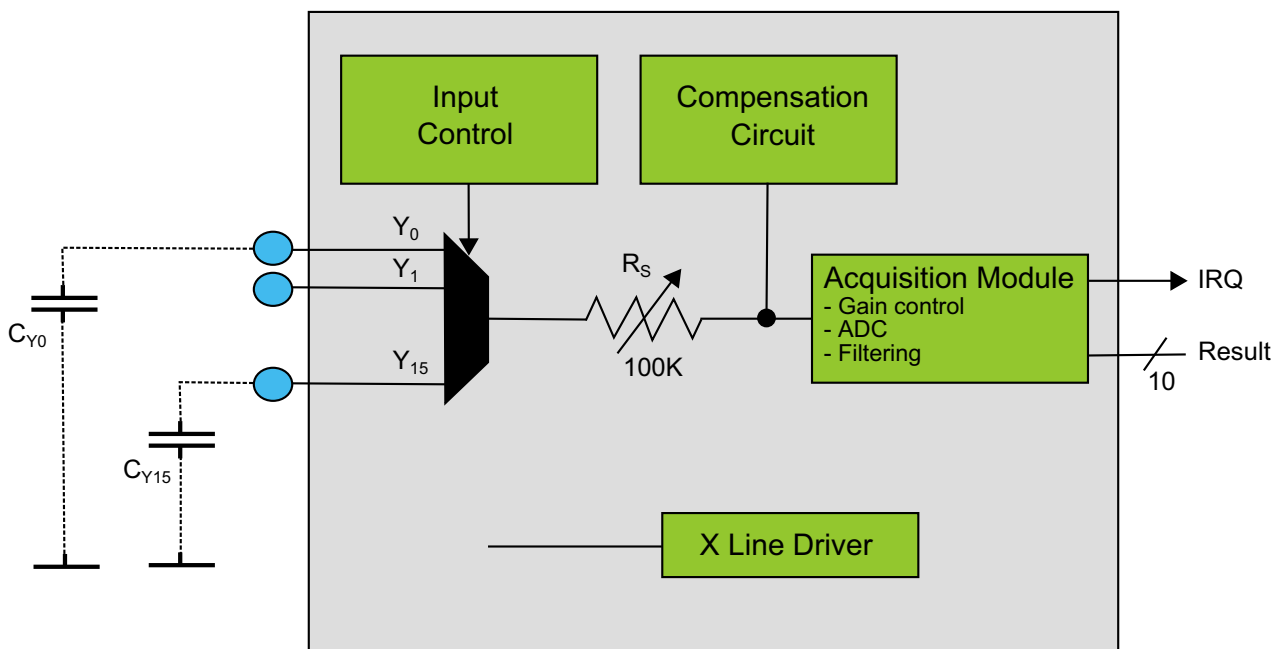 Input
Control
Compensation
Circuit
Y0
Y1
Y15
CY0
CY15
RS
100K
Acquisition Module
- Gain control
- ADC
- Filtering
IRQ
Result
10
X Line Driver